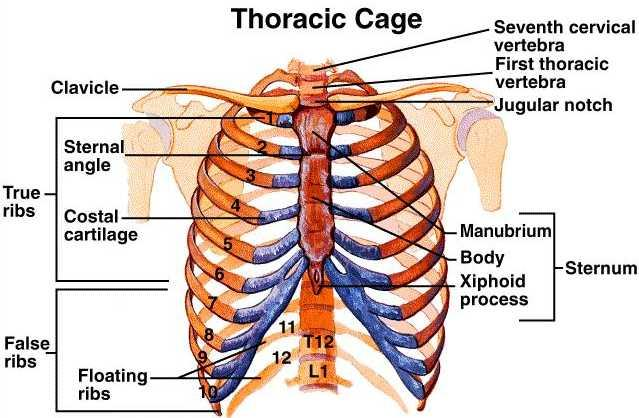 Thoracic Cage
Seventh cervical
vertebra
First thoracic
vertebra
Jugular notch
Clavicle
Sternal
angle
True
ribs
Costal
cartilage
1
2
3
4
5
6
7
8
9
10
11
12
T12
L1
Manubrium
Body
Xiphoid
process
Sternum
False
ribs
Floating
ribs